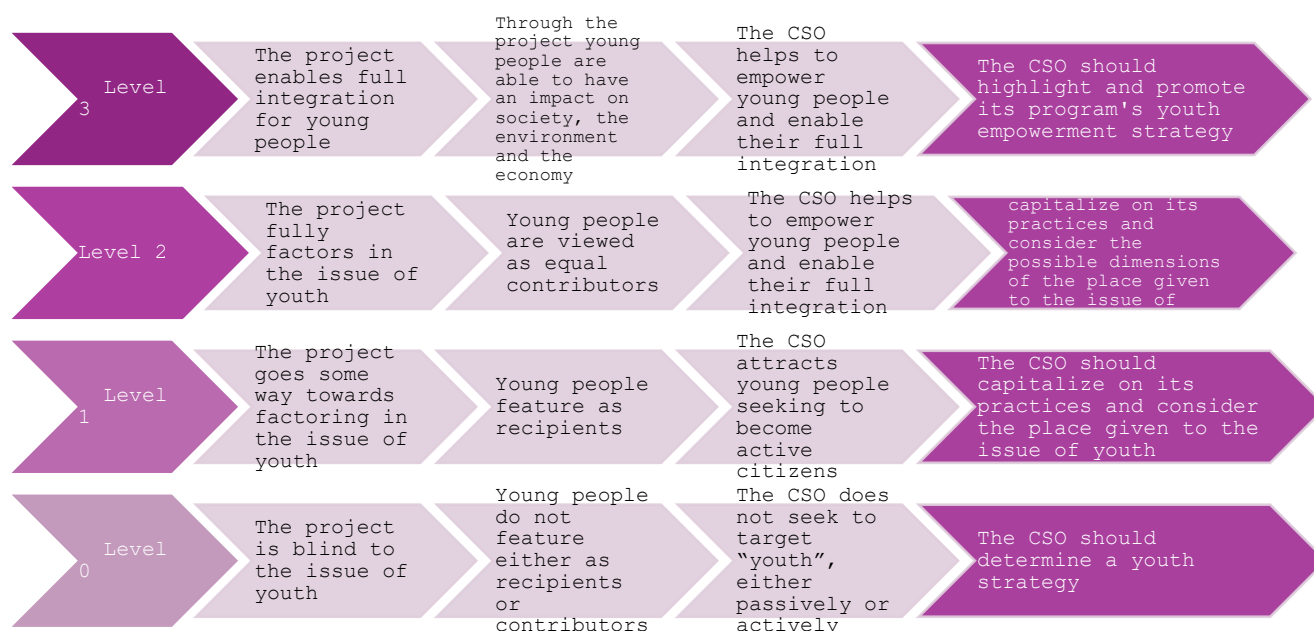 Level
3
The project
enables full
integration
for young
people
Through the
project young
people are
able to have
an impact on
society, the
environment
and the
economy
The CSO
helps to
empower
young people
and enable
their full
integration
The CSO should
highlight and promote
its program's youth
empowerment strategy
Level 2
The project
fully
factors in
the issue of
youth
Young people
are viewed
as equal
contributors
The CSO helps
to empower
young people
and enable
their full
integration
capitalize on its
practices and
consider the
possible dimensions
of the place given
to the issue of
Level
1
The project
goes some
way towards
factoring in
the issue of
youth
Young people
feature as
recipients
The CSO
attracts
young people
seeking to
become
active
citizens
The CSO should
capitalize on its
practices and consider
the place given to the
issue of youth
Level
0
The project
is blind to
the issue of
youth
Young people
do not
feature
either as
recipients
or
contributors
The CSO does
not seek to
target
“youth”,
either
passively or
actively
The CSO should
determine a youth
strategy